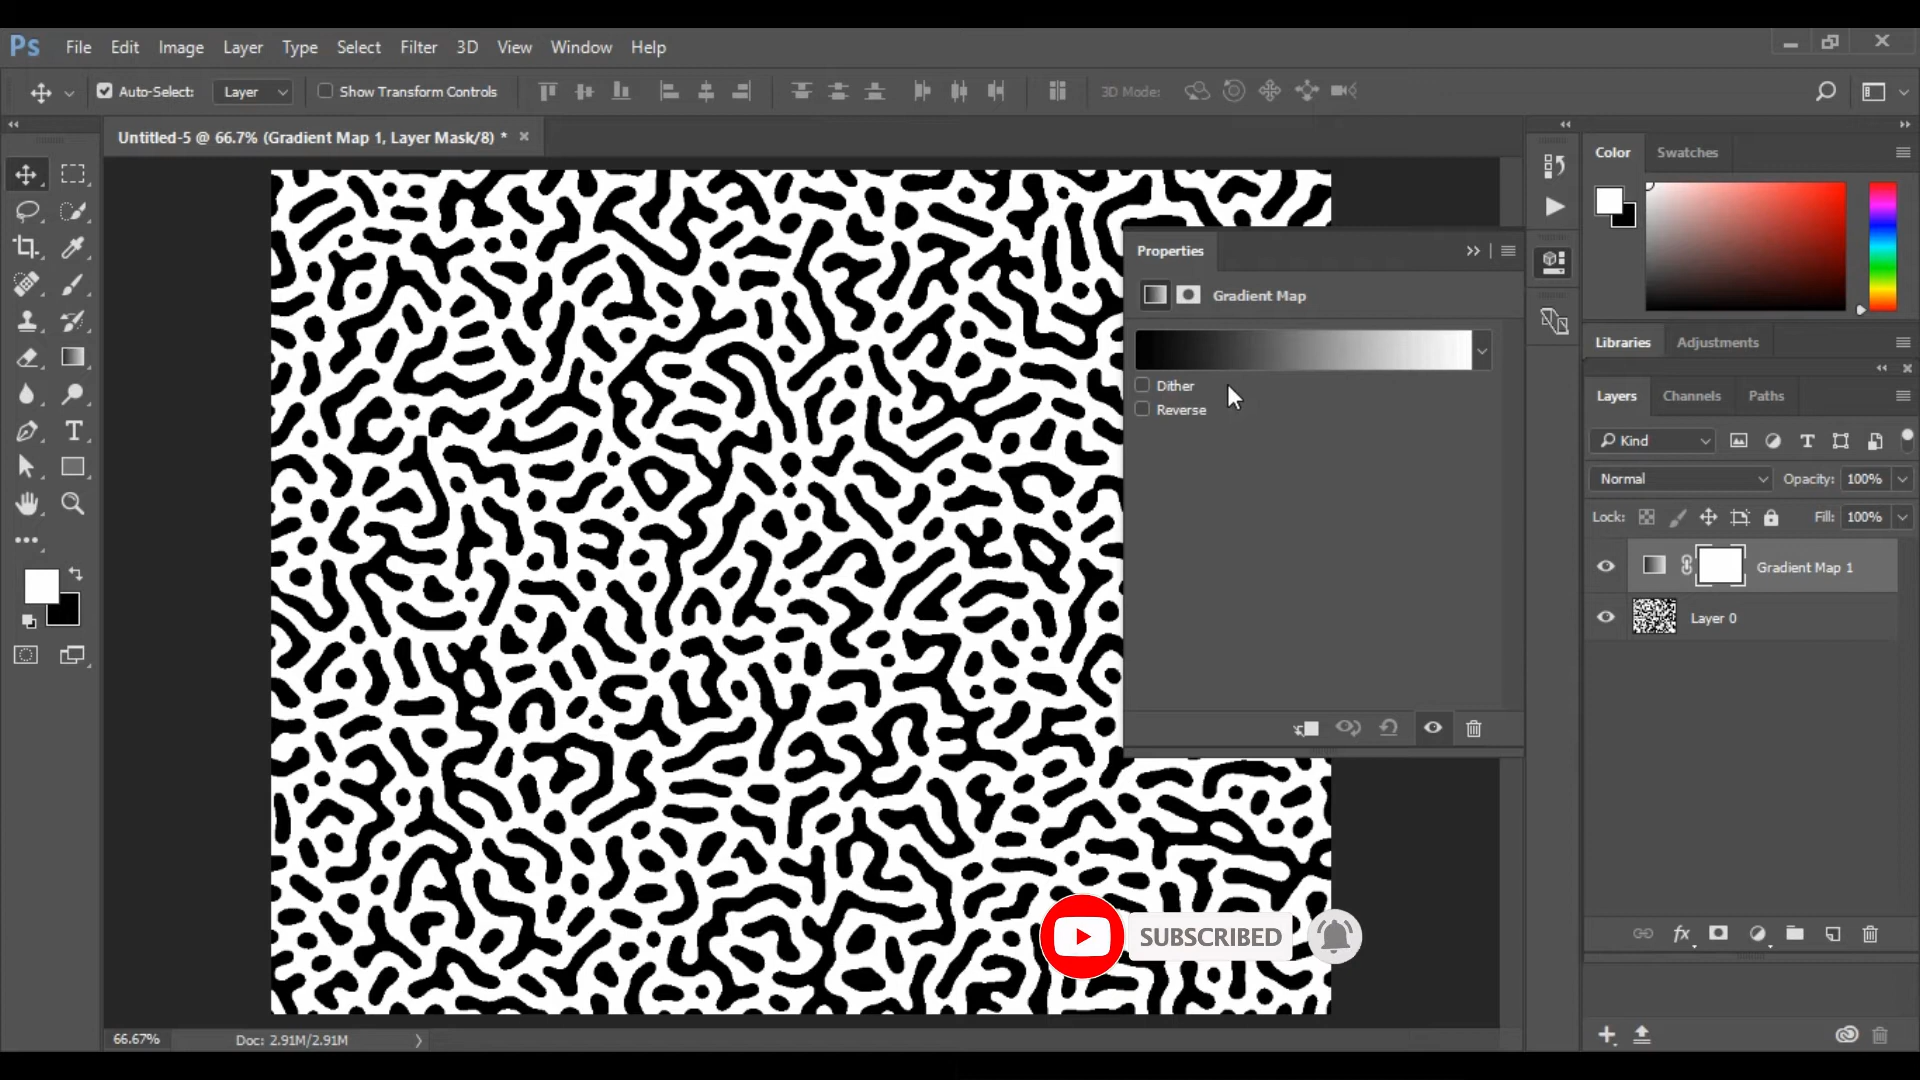 Ps File Edit Image Layer Type Select Filter 3D View Window Help
Auto-Select: Layer Show Transform Controls 3D Mode:
Untitled-5 @ 66.7% (Gradient Map 1, Layer Mask/8) *
Color Swatches
Properties
Gradient Map
Dither
Reverse
Libraries Adjustments
Layers Channels Paths
Kind
Normal Opacity: 100%
Lock: Fill: 100%
Gradient Map 1
Layer 0
T
fx
SUBSCRIBED
66.67% Doc: 2.91M/2.91M